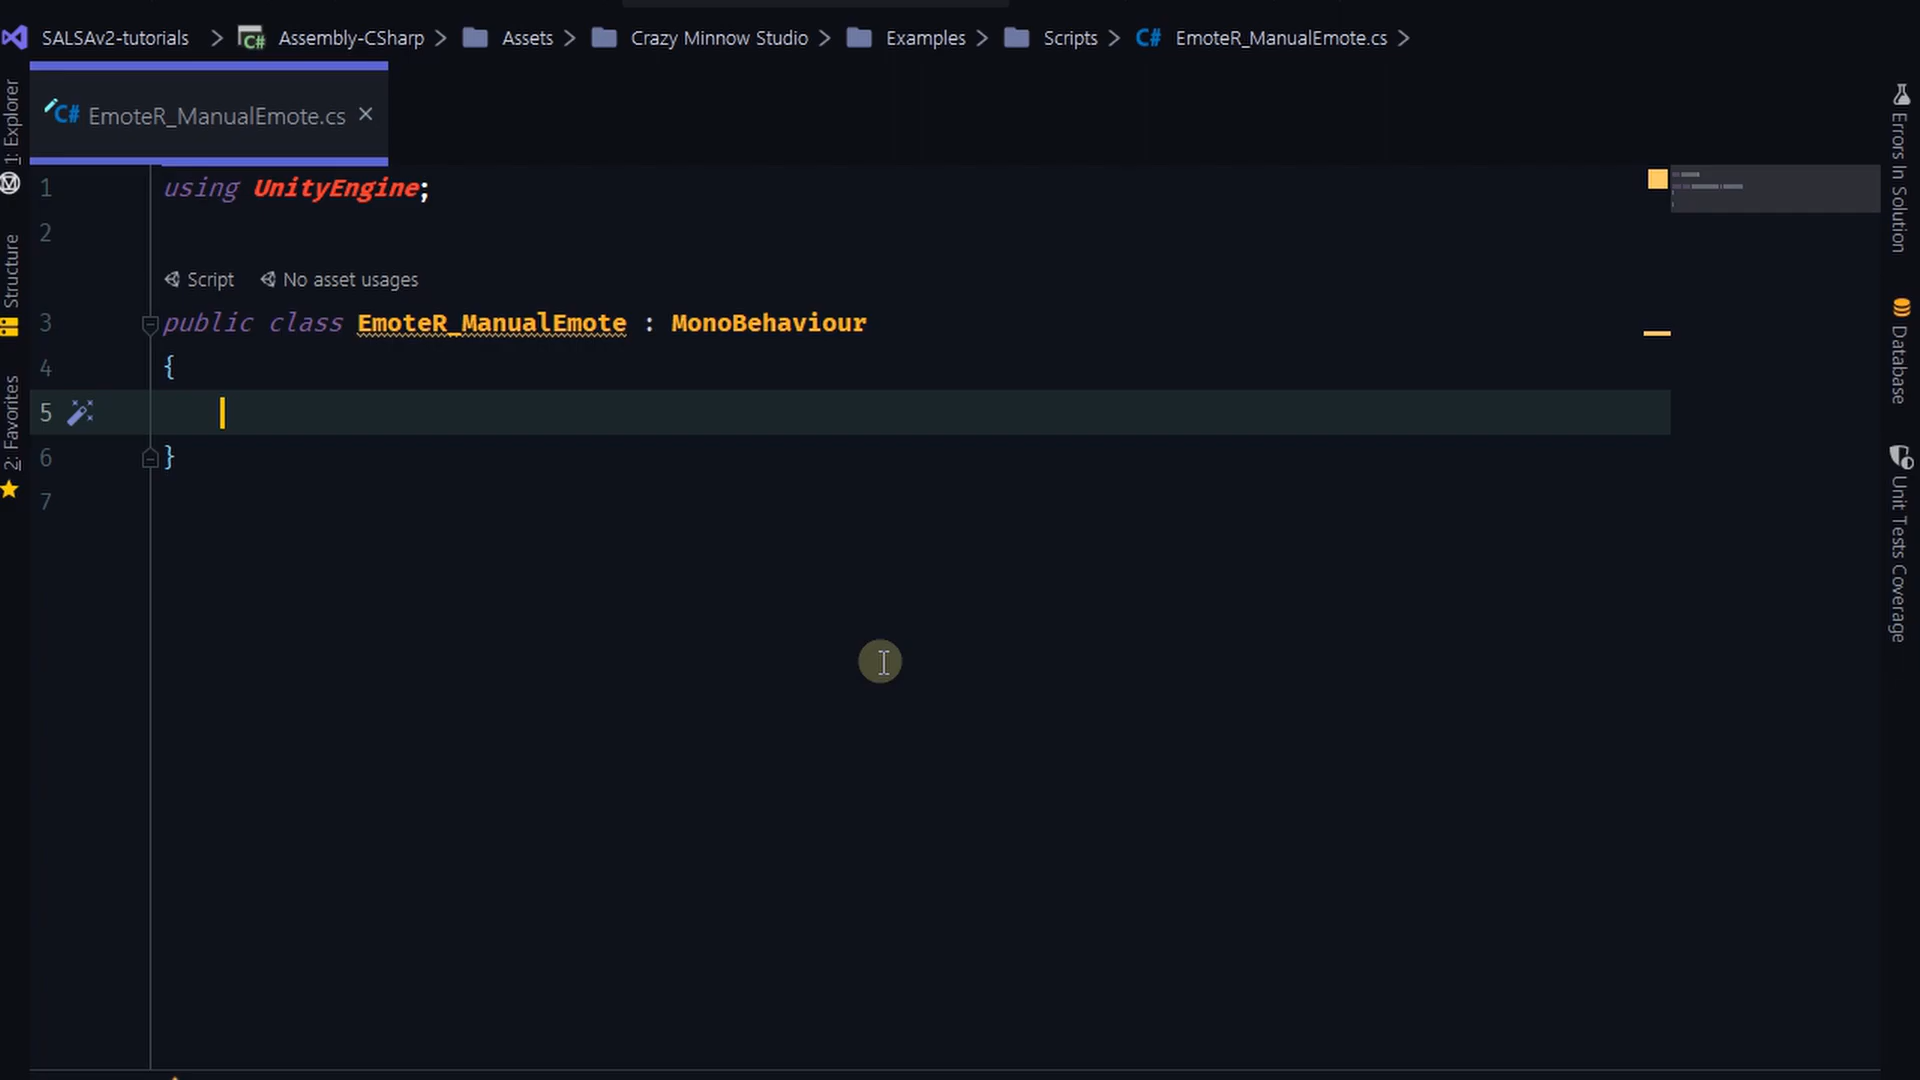 SALSAv2-tutorials > Assembly-CSharp > Assets > Crazy Minnow Studio > Examples > Scripts > C# EmoteR_ManualEmote.cs >
C# EmoteR_ManualEmote.cs ×
1: Explorer
Structure
2: Favorites
1 using UnityEngine;
2
Script No asset usages
3 public class EmoteR_ManualEmote : MonoBehaviour
4 {
5
6 }
7
Errors In Solution
Database
Unit Tests Coverage